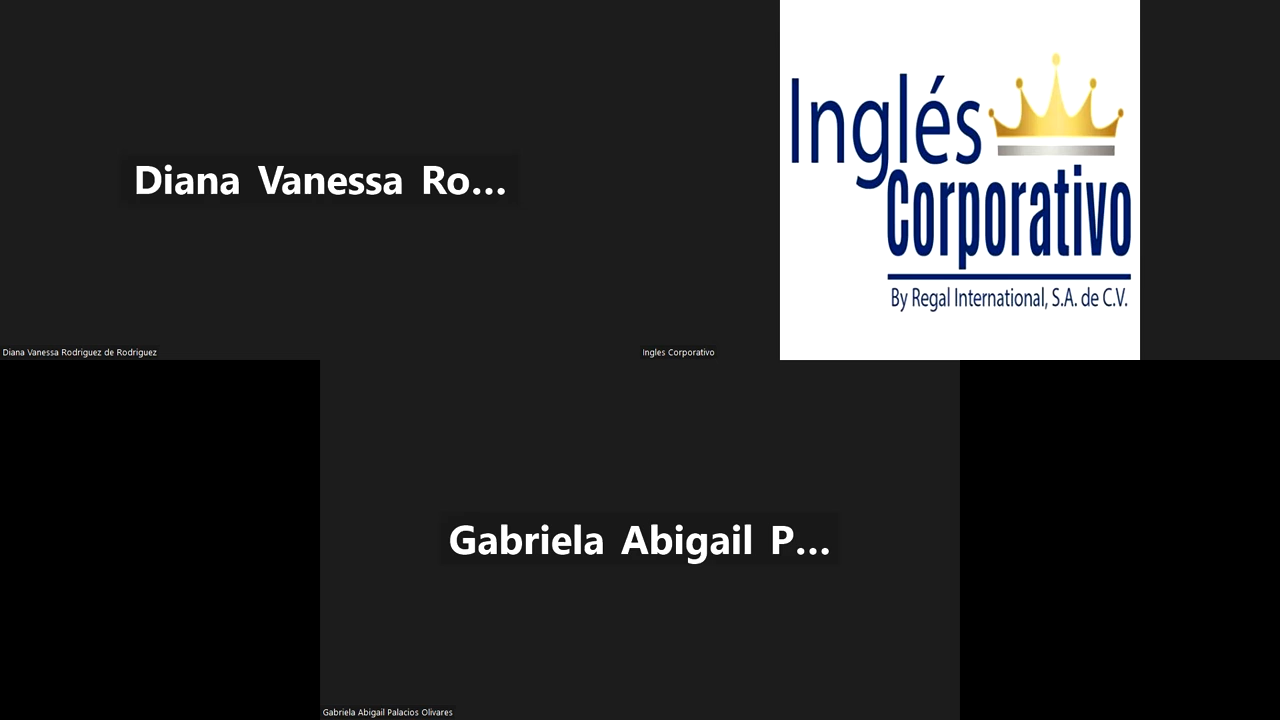 Diana Vanessa Ro...
Inglés
Corporativo
By Regal International, S.A. de C.V.
Diana Vanessa Rodriguez de Rodriguez
Ingles Corporativo
Gabriela Abigail P...
Gabriela Abigail Palacios Olivares